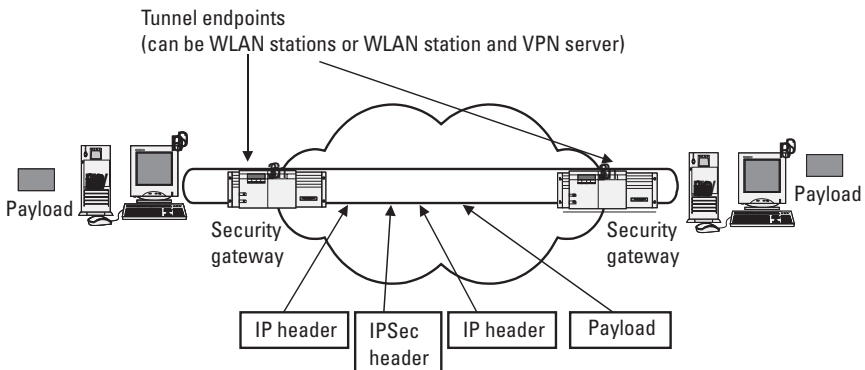 Tunnel endpoints
(can be WLAN stations or WLAN station and VPN server)
Payload
Payload
Security
gateway
Security
gateway
IP header
IPSec
header
IP header
Payload